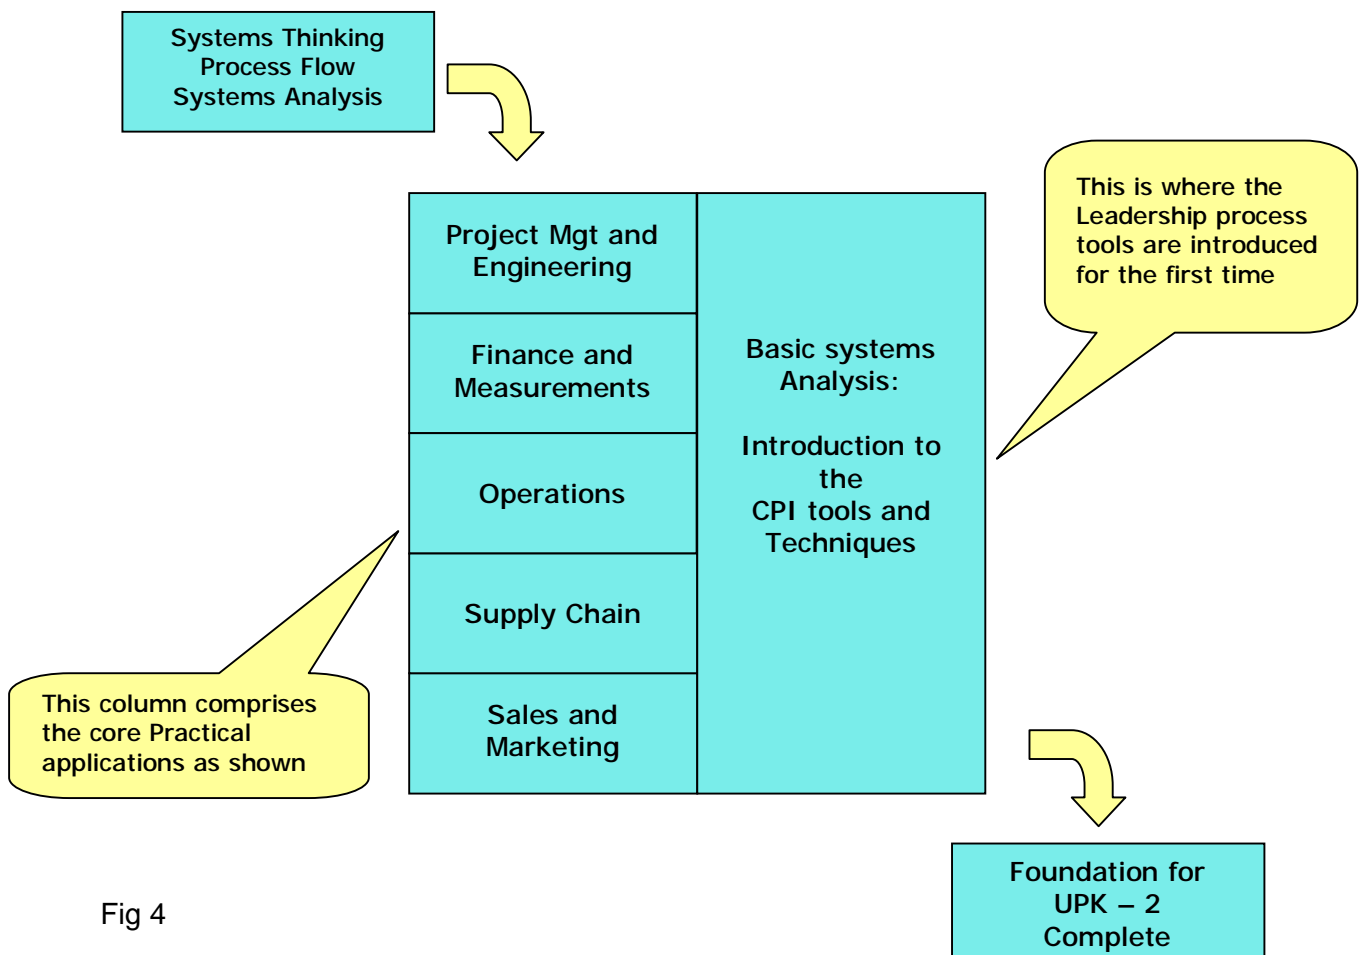 Systems Thinking
Process Flow
Systems Analysis
This is where the
Leadership process
tools are introduced
for the first time
Project Mgt and
Engineering
Finance and
Measurements
Operations
Supply Chain
Sales and
Marketing
Basic systems
Analysis:
Introduction to
the
CPI tools and
Techniques
This column comprises
the core Practical
applications as shown
Foundation for
UPK – 2
Complete
Fig 4